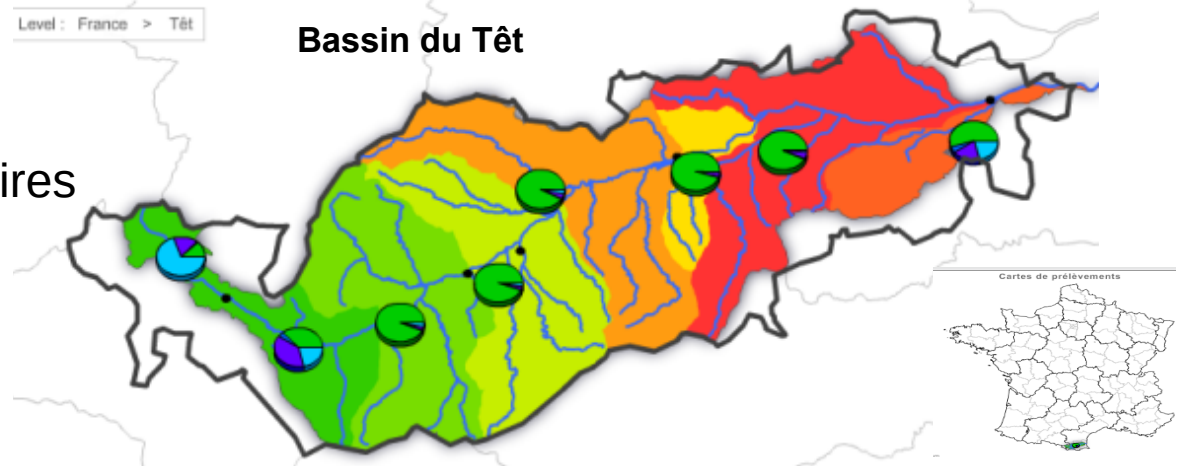 Level : France > Têt
Bassin du Têt
ires
Cartes de prélèvements